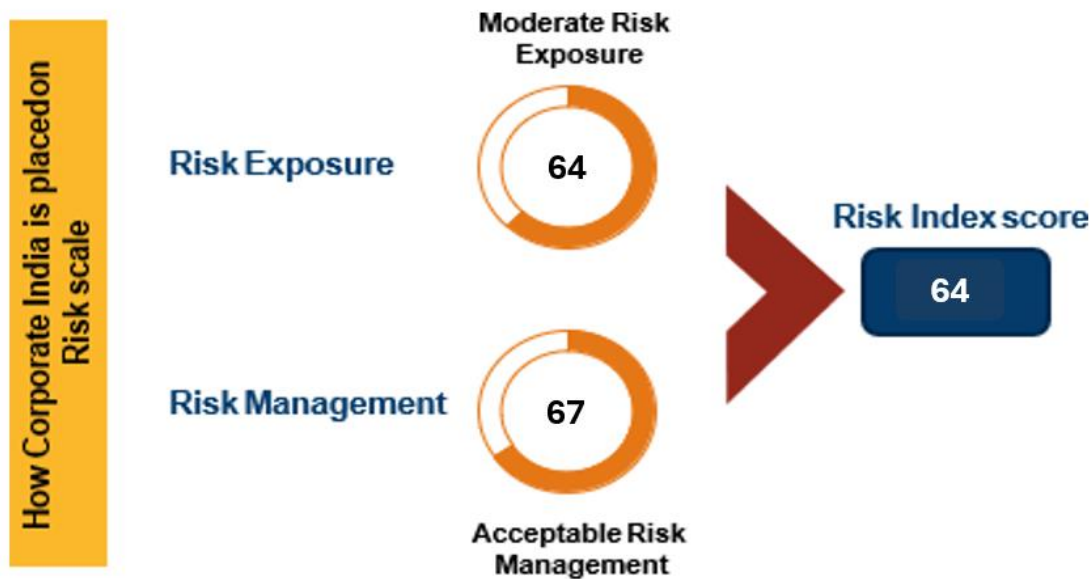 How Corporate India is placedon
Risk scale
Moderate Risk
Exposure
Risk Exposure
64
Risk Index score
64
Risk Management
67
Acceptable Risk
Management